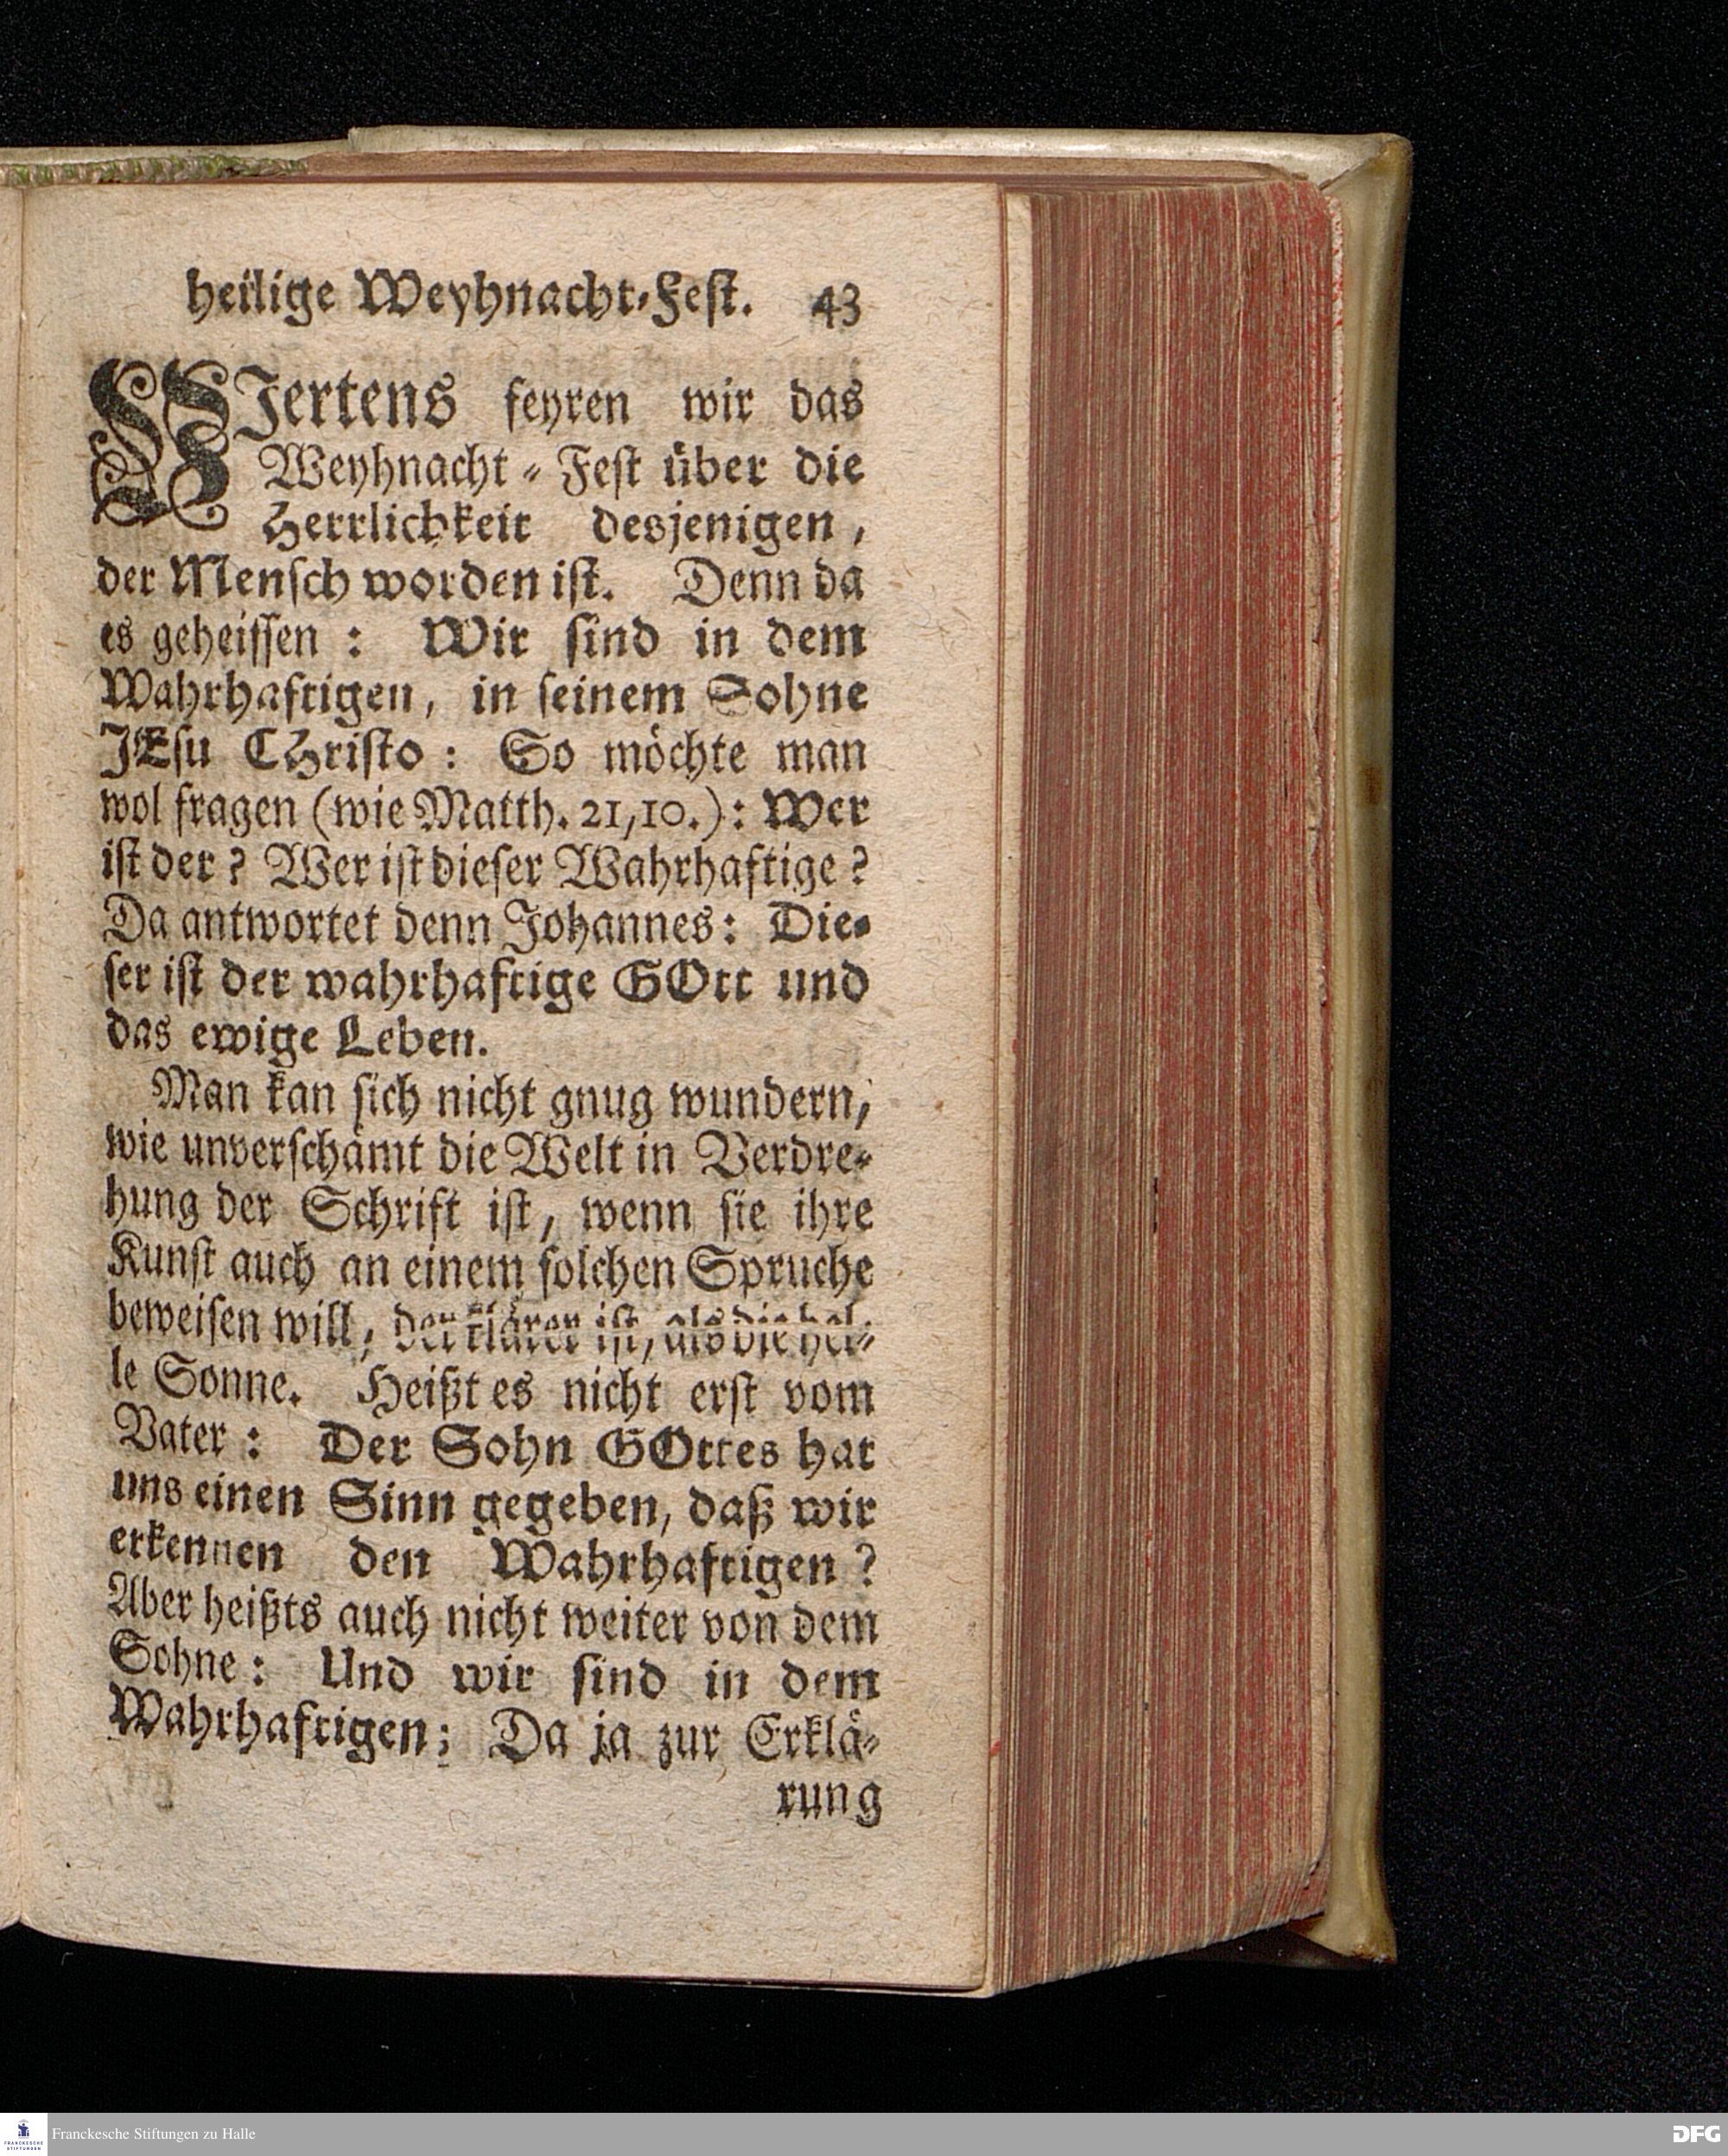 heilige Weyhnacht-Fest. 43
VJertens feyren wir das
Weyhnacht-Fest über die
Herrlichkeit desjenigen,
der Mensch worden ist. Denn da
es geheissen: Wir sind in dem
Wahrhaftigen, in seinem Sohne
JEsu CHristo: So möchte man
wol fragen (wie Matth. 21,10.): Wer
ist der? Wer ist dieser Wahrhaftige?
Da antwortet denn Johannes: Die-
ser ist der wahrhaftige GOtt und
das ewige Leben.
Man kan sich nicht gnug wundern,
wie unverschämt die Welt in Verdre-
hung der Schrift ist, wenn sie ihre
Kunst auch an einem solchen Spruche
beweisen will, der klärer ist, als die hel-
le Sonne. Heißt es nicht erst vom
Vater: Der Sohn GOttes hat
uns einen Sinn gegeben, daß wir
erkennen den Wahrhaftigen?
Aber heißts auch nicht weiter von dem
Sohne: Und wir sind in dem
Wahrhaftigen; Da ja zur Erklä-
rung
FRANCKESCHE
STIFTUNGEN
Franckesche Stiftungen zu Halle
DFG